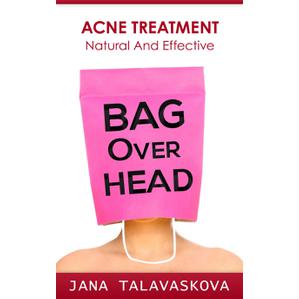 ACNE TREATMENT
Natural And Effective
BAG
OVER
HEAD
JANA TALAVASKOVA